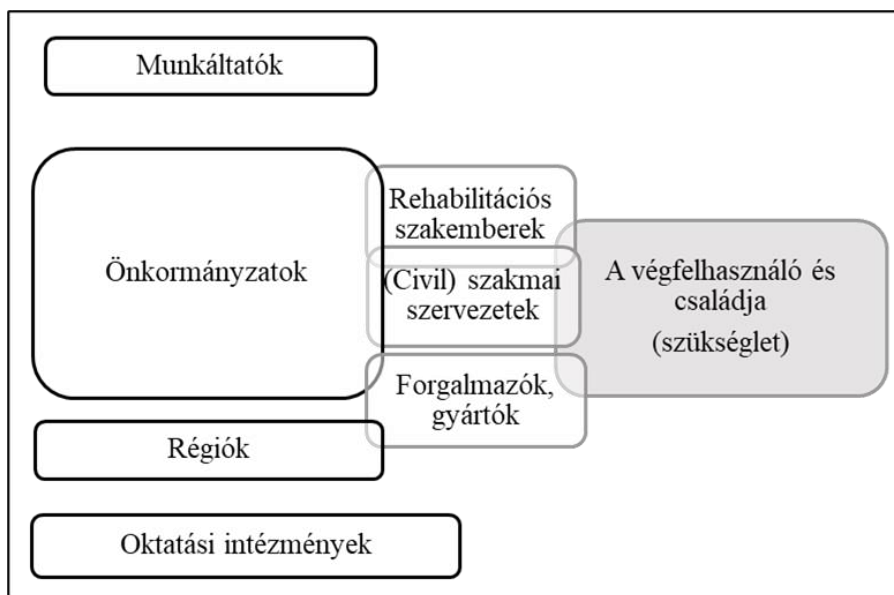 Munkáltatók
Önkormányzatok
Rehabilitációs
szakemberek
(Civil) szakmai
szervezetek
Forgalmazók,
gyártók
A végfelhasználó és
családja
(szükséglet)
Régiók
Oktatási intézmények